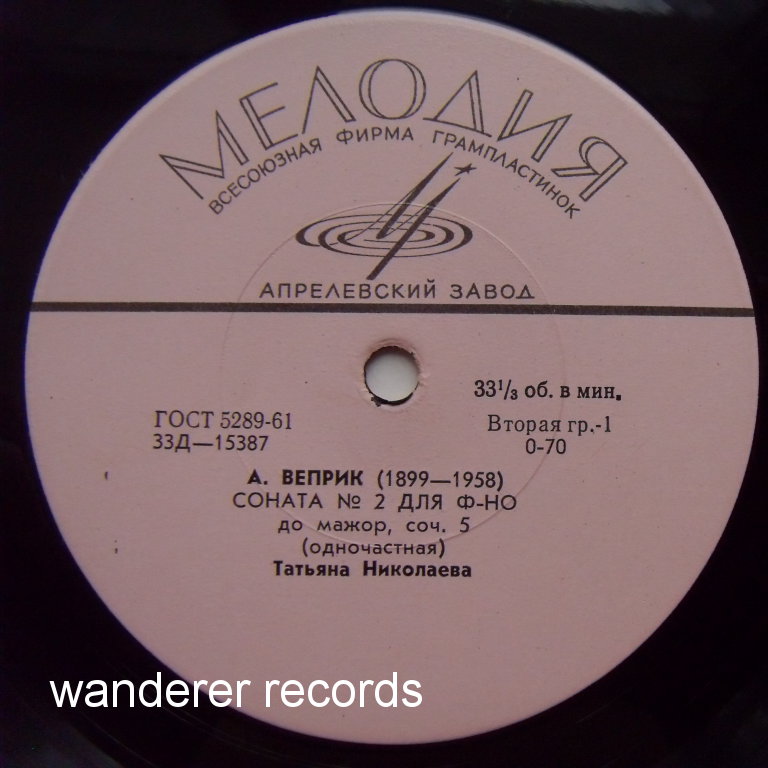 МЕЛОДИЯ
ВСЕСОЮЗНАЯ ФИРМА ГРАМПЛАСТИНОК
АПРЕЛЕВСКИЙ ЗАВОД
33⅓ об. в мин.
ГОСТ 5289-61
Вторая гр.-1
33Д—15387
0-70
А. ВЕПРИК (1899—1958)
СОНАТА № 2 ДЛЯ Ф-НО
до мажор, соч. 5
(одночастная)
Татьяна Николаева
wanderer records